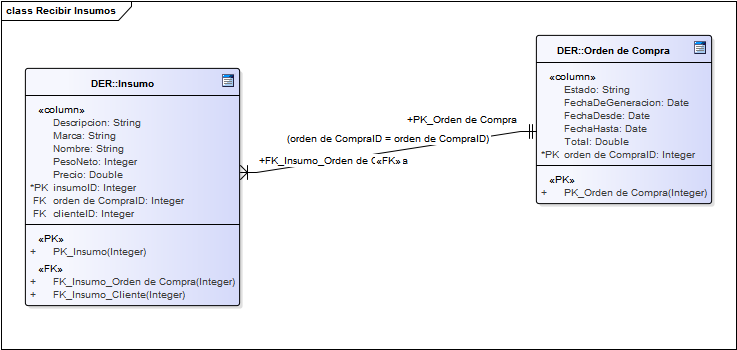 class Recibir Insumos
DER::Insumo
«column»
Descripcion: String
Marca: String
Nombre: String
PesoNeto: Integer
Precio: Double
*PK insumoID: Integer
FK orden de CompraID: Integer
FK clienteID: Integer
«PK»
+ PK_Insumo(Integer)
«FK»
+ FK_Insumo_Orden de Compra(Integer)
+ FK_Insumo_Cliente(Integer)
+PK_Orden de Compra
(orden de CompraID = orden de CompraID)
+FK_Insumo_Orden de C«FK»a
DER::Orden de Compra
«column»
Estado: String
FechaDeGeneracion: Date
FechaDesde: Date
FechaHasta: Date
Total: Double
*PK orden de CompraID: Integer
«PK»
+ PK_Orden de Compra(Integer)